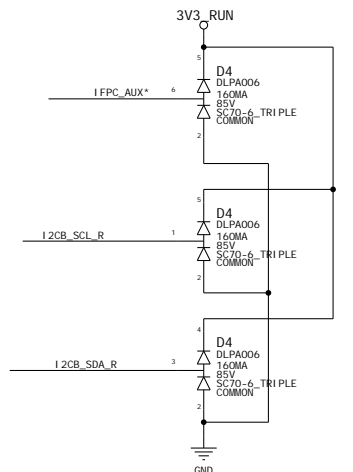 3V3_RUN
5
D4
DLPA006
160MA
85V
SC70-6_TRIPLE
COMMON
IFPC_AUX*
6
2
5
D4
DLPA006
160MA
85V
SC70-6_TRIPLE
COMMON
I2CB_SCL_R
1
2
4
D4
DLPA006
160MA
85V
SC70-6_TRIPLE
COMMON
I2CB_SDA_R
3
2
GND